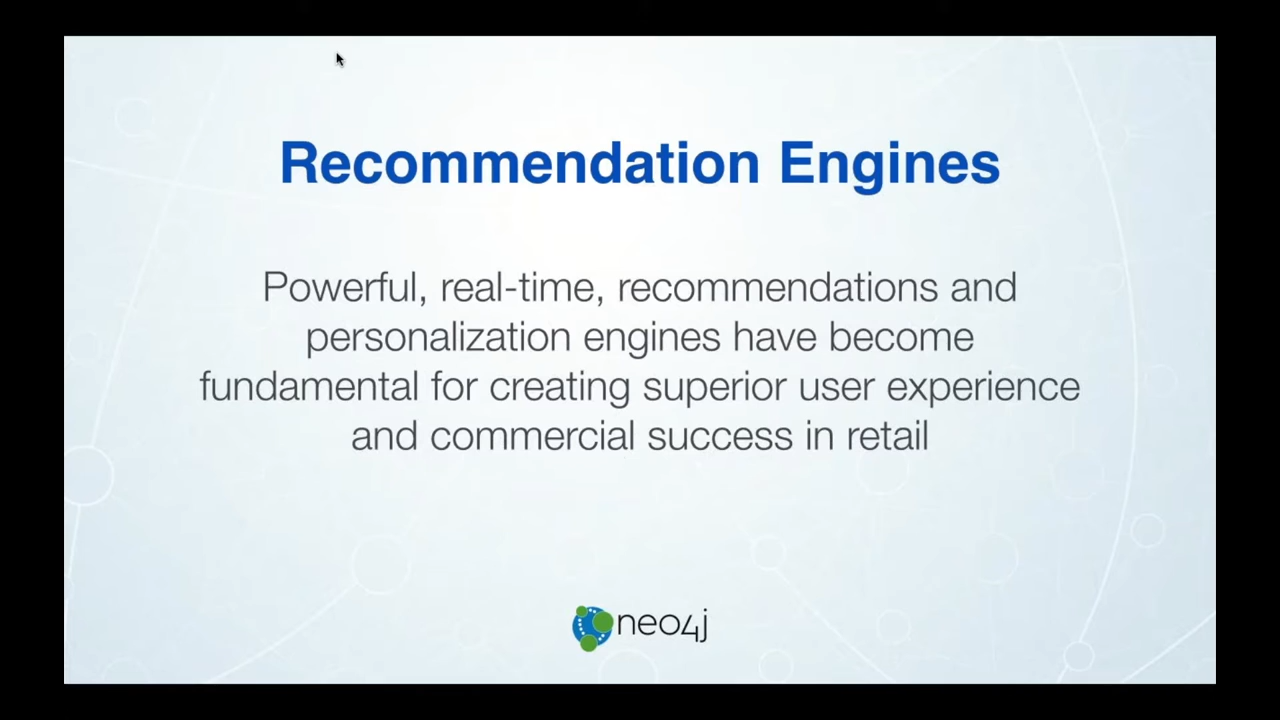 Recommendation Engines
Powerful, real-time, recommendations and
personalization engines have become
fundamental for creating superior user experience
and commercial success in retail
neo4j